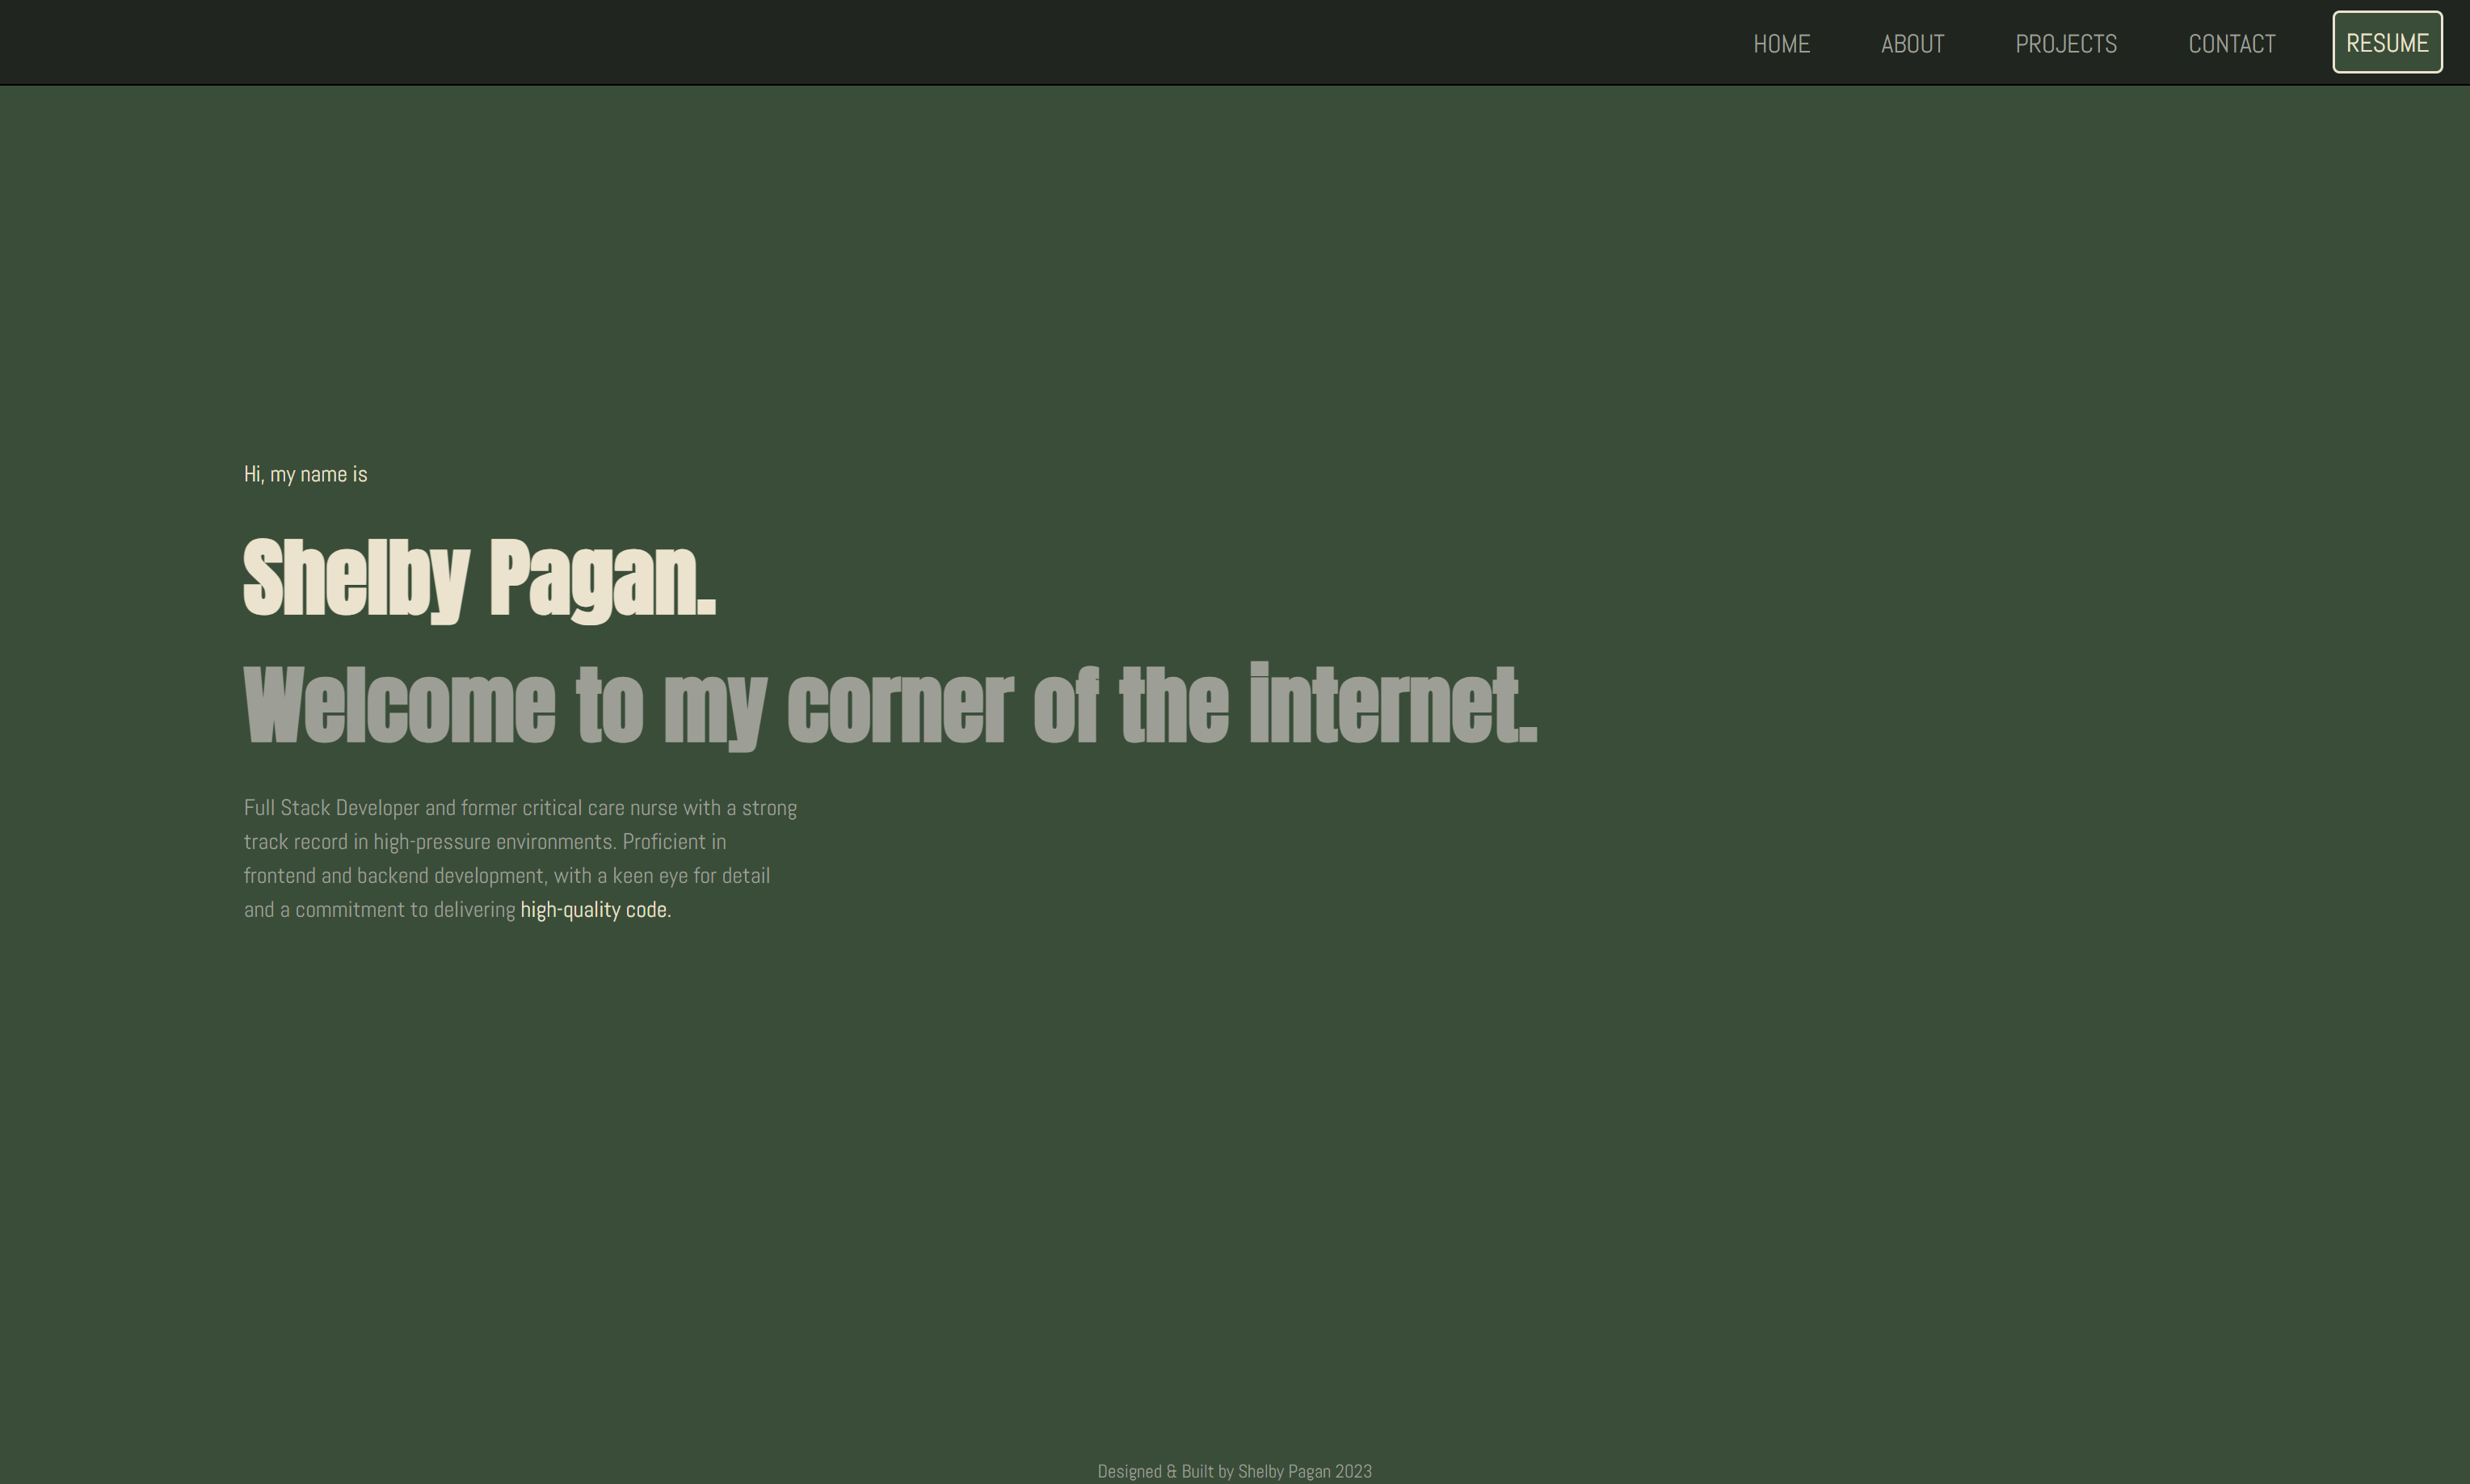 HOME ABOUT PROJECTS CONTACT RESUME
Hi, my name is
Shelby Pagan.
Welcome to my corner of the internet.
Full Stack Developer and former critical care nurse with a strong
track record in high-pressure environments. Proficient in
frontend and backend development, with a keen eye for detail
and a commitment to delivering high-quality code.
Designed & Built by Shelby Pagan 2023